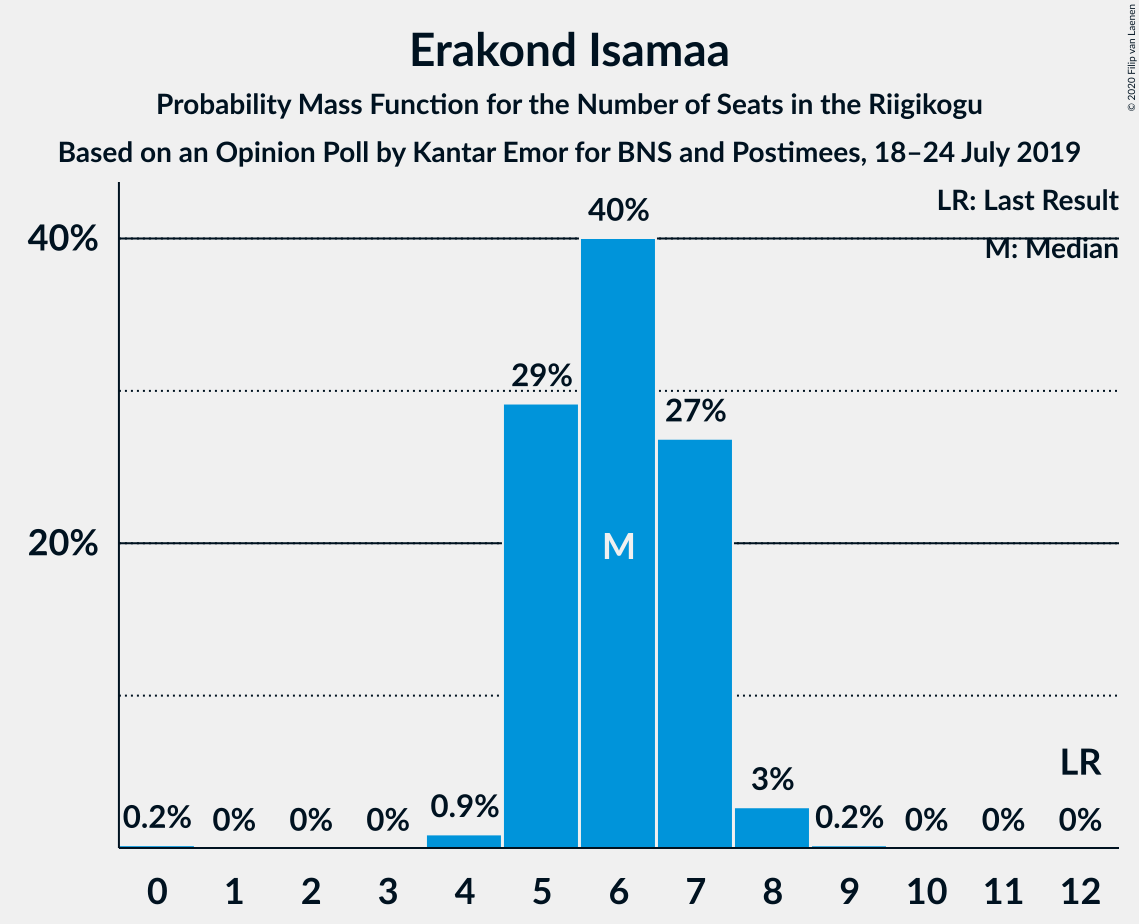 Erakond Isamaa
Probability Mass Function for the Number of Seats in the Riigikogu
Based on an Opinion Poll by Kantar Emor for BNS and Postimees, 18–24 July 2019
© 2020 Filip van Laenen
LR: Last Result
M: Median
40%
20%
0.2%
0%
0%
0%
0.9%
29%
40%
27%
3%
0.2%
0%
0%
0%
M
LR
0 1 2 3 4 5 6 7 8 9 10 11 12